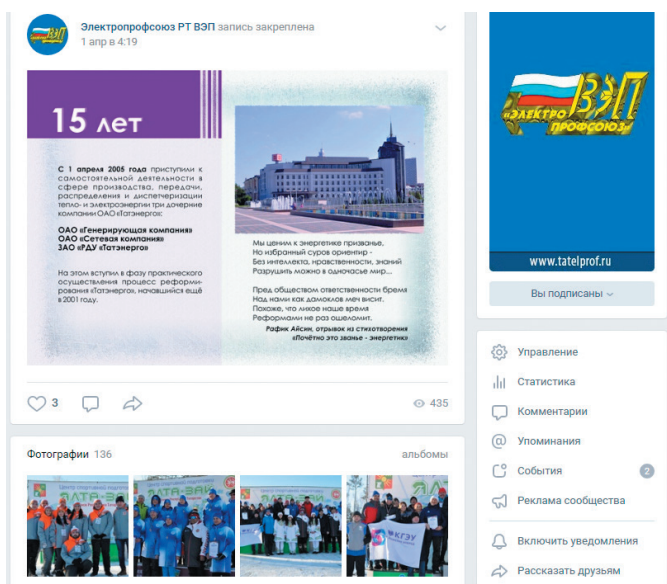 Электропрофсоюз РТ ВЭП запись закреплена
1 апр в 4:19
15 лет
С 1 апреля 2005 года приступили к
самостоятельной деятельности в
сфере производства, передачи,
распределения и диспетчеризации
тепло- и электроэнергии три дочерние
компании ОАО «Татэнерго»:
ОАО «Генерирующая компания»
ОАО «Сетевая компания»
ЗАО «РДУ «Татэнерго»
На этом вступил в фазу практического
осуществления процесс реформи-
рования «Татэнерго», начавшийся ещё
в 2001 году.
Мы ценим к энергетике призванье,
Но избранный суров ориентир -
Без интеллекта, нравственности, знаний
Разрушить можно в одночасье мир...
Пред обществом ответственности бремя
Над нами как дамоклов меч висит.
Похоже, что лихое наше время
Реформами не раз ошеломит.
Рафик Айсин, отрывок из стихотворения
«Почётно это званье - энергетик»
3
435
Фотографии 136
альбомы
ЯЛТА-ЗАЙ
КГЭУ
ВЭП
«ЭЛЕКТРО
ПРОФСОЮЗ»
www.tatelprof.ru
Вы подписаны
Управление
Статистика
Комментарии
Упоминания
События 2
Реклама сообщества
Включить уведомления
Рассказать друзьям